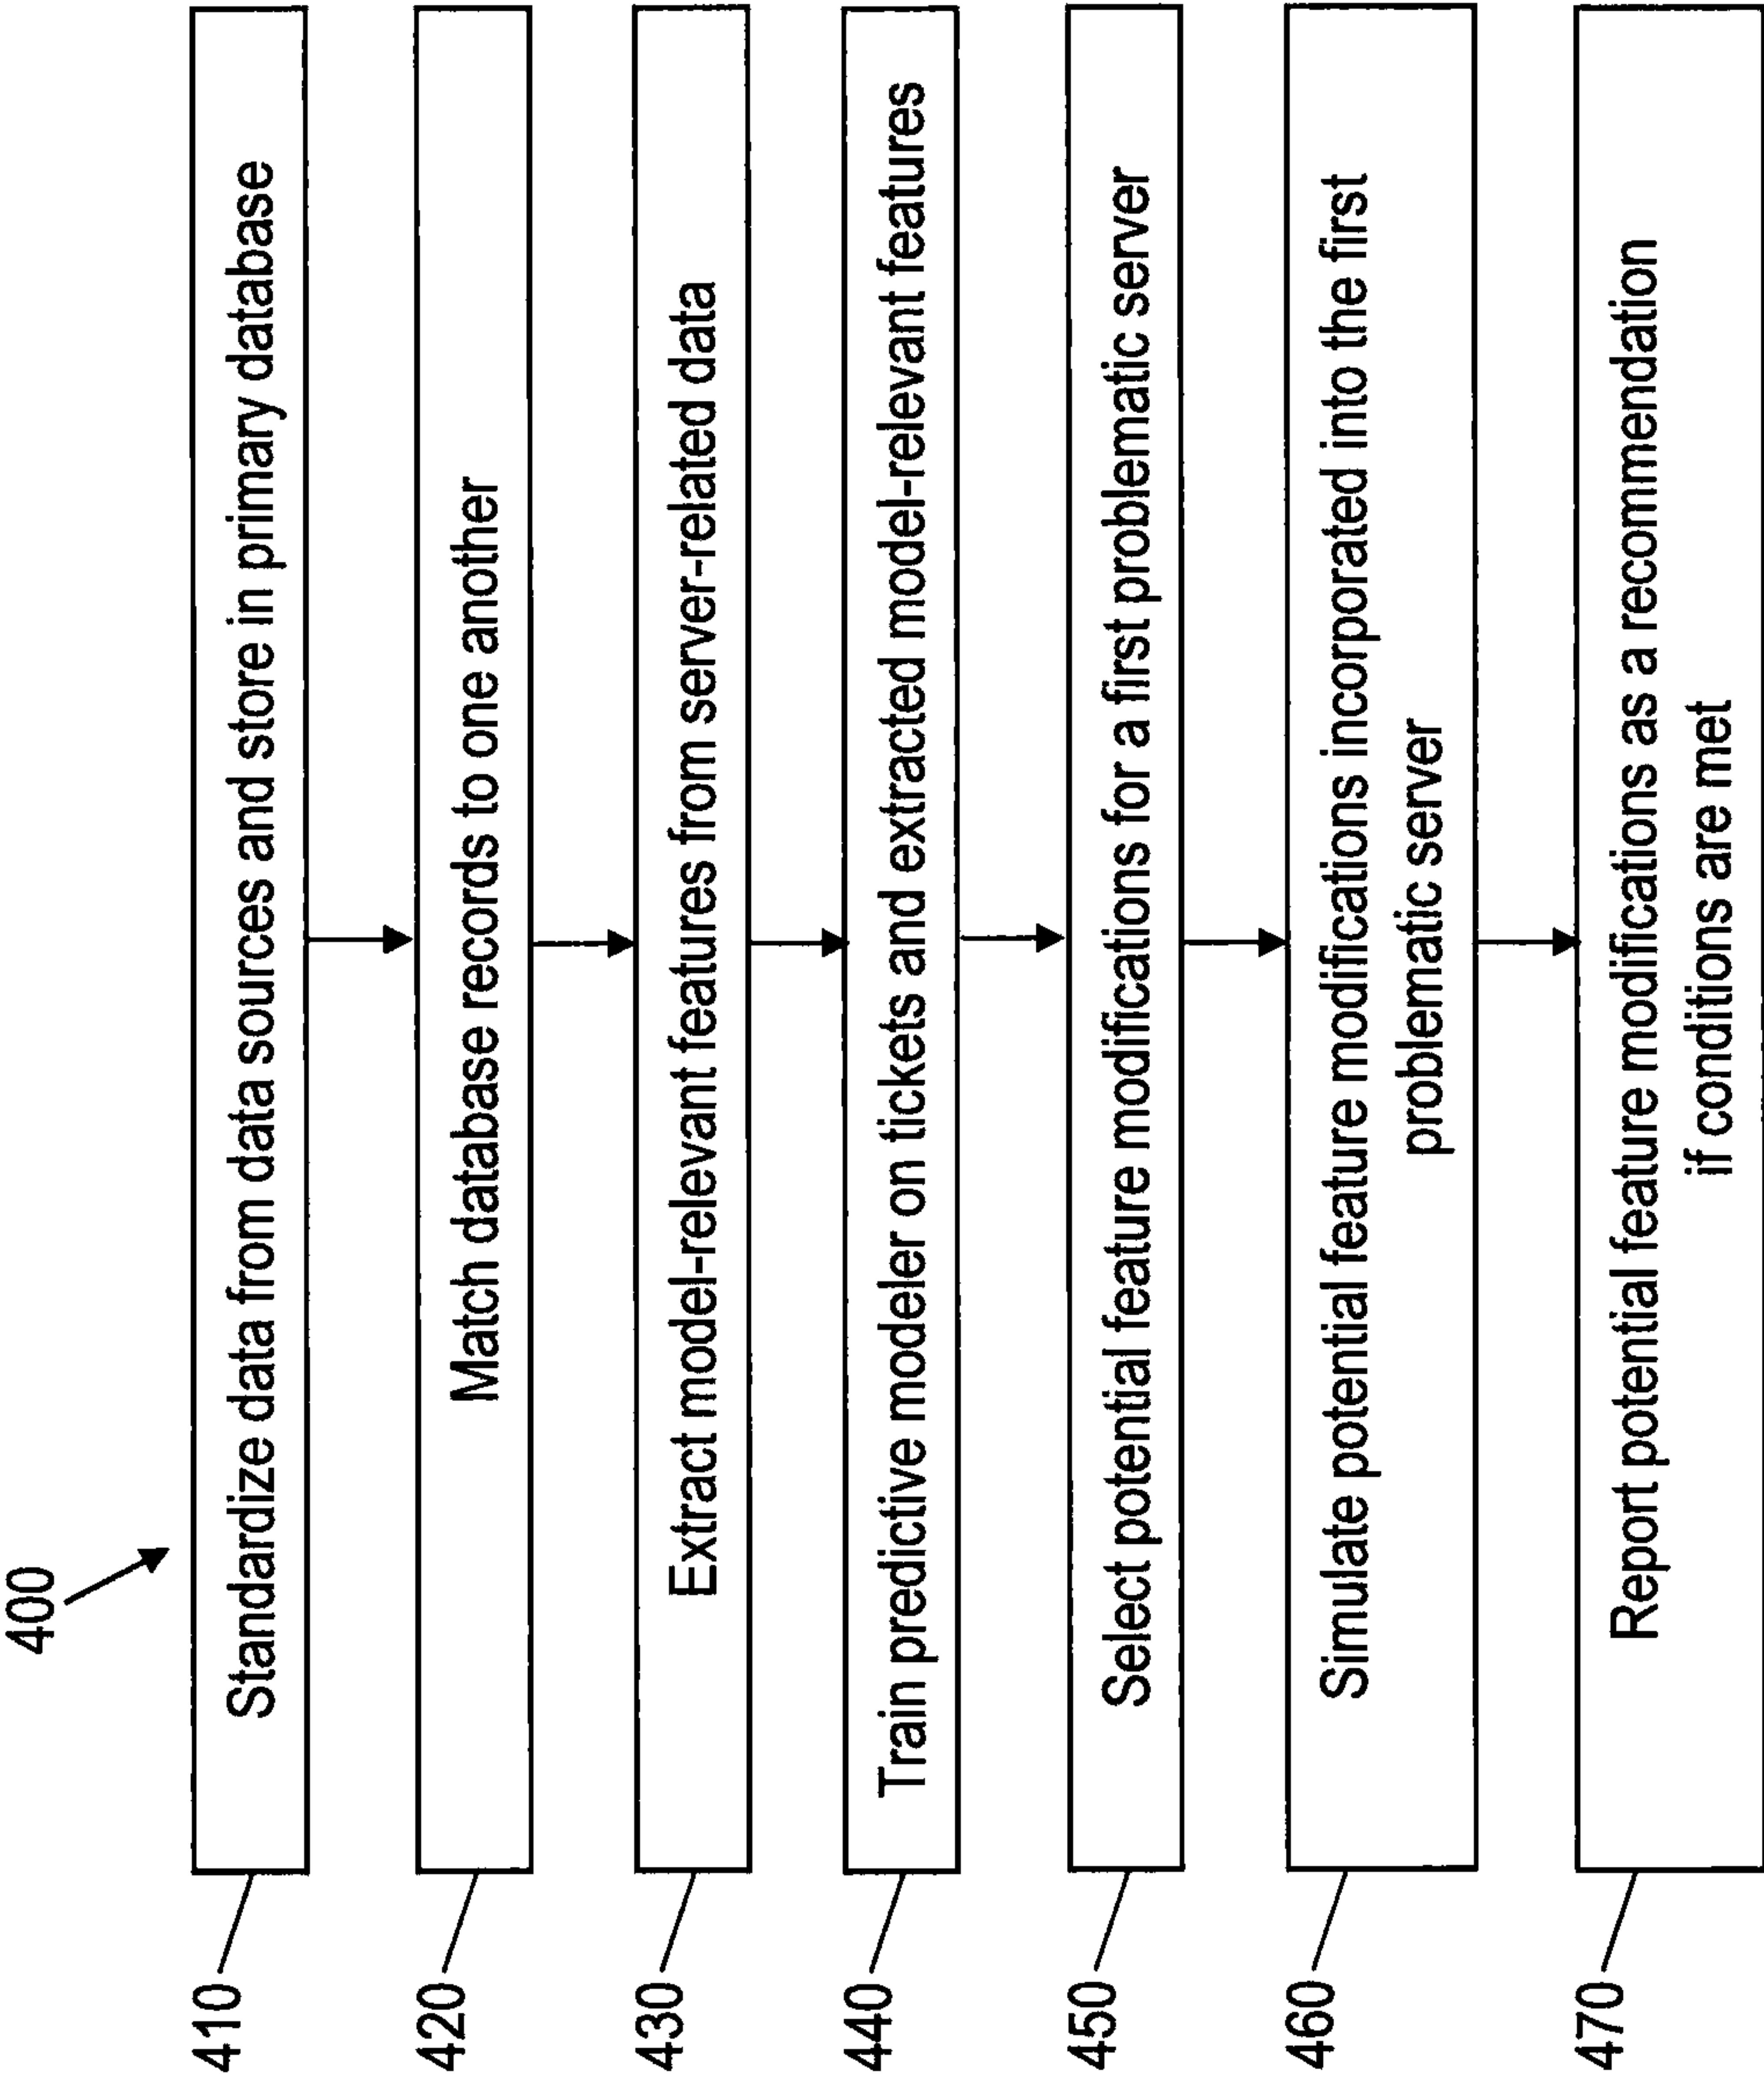 400
410
Standardize data from data sources and store in primary database
420
Match database records to one another
430
Extract model-relevant features from server-related data
440
Train predictive modeler on tickets and extracted model-relevant features
450
Select potential feature modifications for a first problematic server
460
Simulate potential feature modifications incorporated into the first
problematic server
470
Report potential feature modifications as a recommendation
if conditions are met